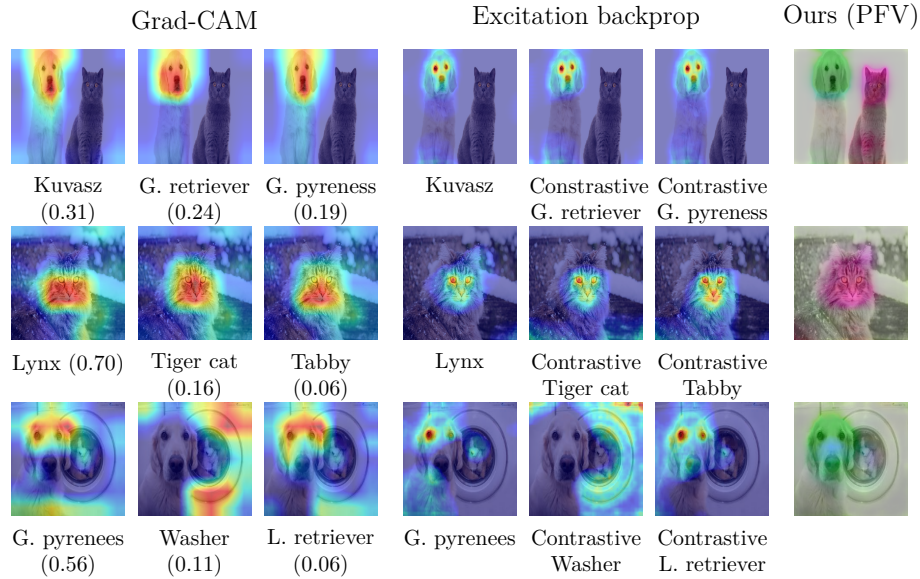 Grad-CAM Excitation backprop Ours (PFV)
Kuvasz G. retriever G. pyreness Kuvasz Constrastive Contrastive
(0.31) (0.24) (0.19) G. retriever G. pyreness
Lynx (0.70) Tiger cat Tabby Lynx Contrastive Contrastive
(0.16) (0.06) Tiger cat Tabby
G. pyrenees Washer L. retriever G. pyrenees Contrastive Contrastive
(0.56) (0.11) (0.06) Washer L. retriever